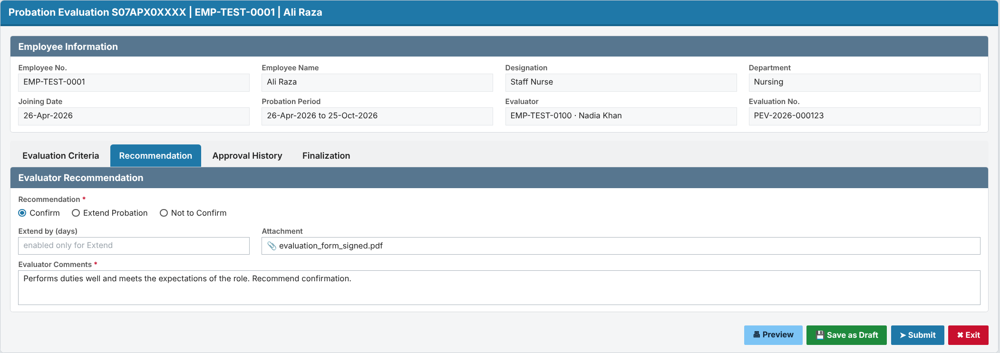 Probation Evaluation S07APX0XXXX | EMP-TEST-0001 | Ali Raza
Employee Information
Employee No.
Employee Name
Designation
Department
EMP-TEST-0001
Ali Raza
Staff Nurse
Nursing
Joining Date
Probation Period
Evaluator
Evaluation No.
26-Apr-2026
26-Apr-2026 to 25-Oct-2026
EMP-TEST-0100 · Nadia Khan
PEV-2026-000123
Evaluation Criteria
Recommendation
Approval History
Finalization
Evaluator Recommendation
Recommendation *
Confirm
Extend Probation
Not to Confirm
Extend by (days)
Attachment
enabled only for Extend
evaluation_form_signed.pdf
Evaluator Comments *
Performs duties well and meets the expectations of the role. Recommend confirmation.
Preview
Save as Draft
Submit
Exit